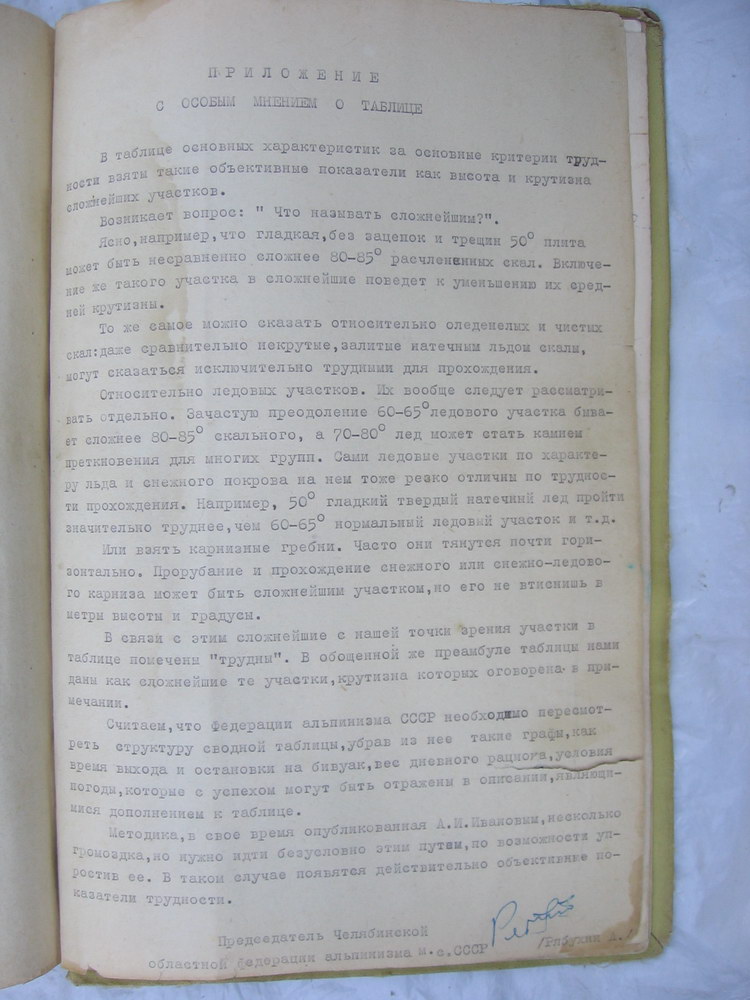 ПРИЛОЖЕНИЕ
С ОСОБЫМ МНЕНИЕМ О ТАБЛИЦЕ
В таблице основных характеристик за основные критерии труд-
ности взяты такие объективные показатели как высота и крутизна
сложнейших участков.
Возникает вопрос: " Что называть сложнейшим?".
Ясно,например,что гладкая,без зацепок и трещин 50° плита
может быть несравненно сложнее 80-85° расчлененных скал. Включе-
ние же такого участка в сложнейшие поведет к уменьшению их сред-
ней крутизны.
То же самое можно сказать относительно оледенелых и чистых
скал:даже сравнительно некрутые,залитые натечным льдом скалы,
могут сказаться исключительно трудными для прохождения.
Относительно ледовых участков. Их вообще следует рассматри-
вать отдельно. Зачастую преодоление 60-65°ледового участка быва-
ет сложнее 80-85° скального, а 70-80° лед может стать камнем
преткновения для многих групп. Сами ледовые участки по характе-
ру льда и снежного покрова на нем тоже резко отличны по труднос-
ти прохождения. Например, 50° гладкий твердый натечный лед пройти
значительно труднее,чем 60-65° нормальный ледовый участок и т.д.
Или взять карнизные гребни. Часто они тянутся почти гори-
зонтально. Прорубание и прохождение снежного или снежно-ледово-
го карниза может быть сложнейшим участком,но его не втиснишь в
метры высоты и градусы.
В связи с этим сложнейшие с нашей точки зрения участки в
таблице помечены "трудны". В обощенной же преамбуле таблицы нами
даны как сложнейшие те участки,крутизна которых оговорена в при-
мечании.
Считаем,что Федерации альпинизма СССР необходимо пересмот-
реть структуру сводной таблицы,убрав из нее такие графы,как
время выхода и остановки на бивуак,вес дневного рациона,условия
погоды,которые с успехом могут быть отражены в описания,являющи-
мися дополнением к таблице.
Методика,в свое время опубликованная А.И.Ивановым,несколько
громоздка,но нужно идти безусловно этим путем,по возможности уп-
ростив ее. В таком случае появятся действительно объективные по-
казатели трудности.
Председатель Челябинской
областной федерации альпинизма м.с.СССР /Рябухин А./